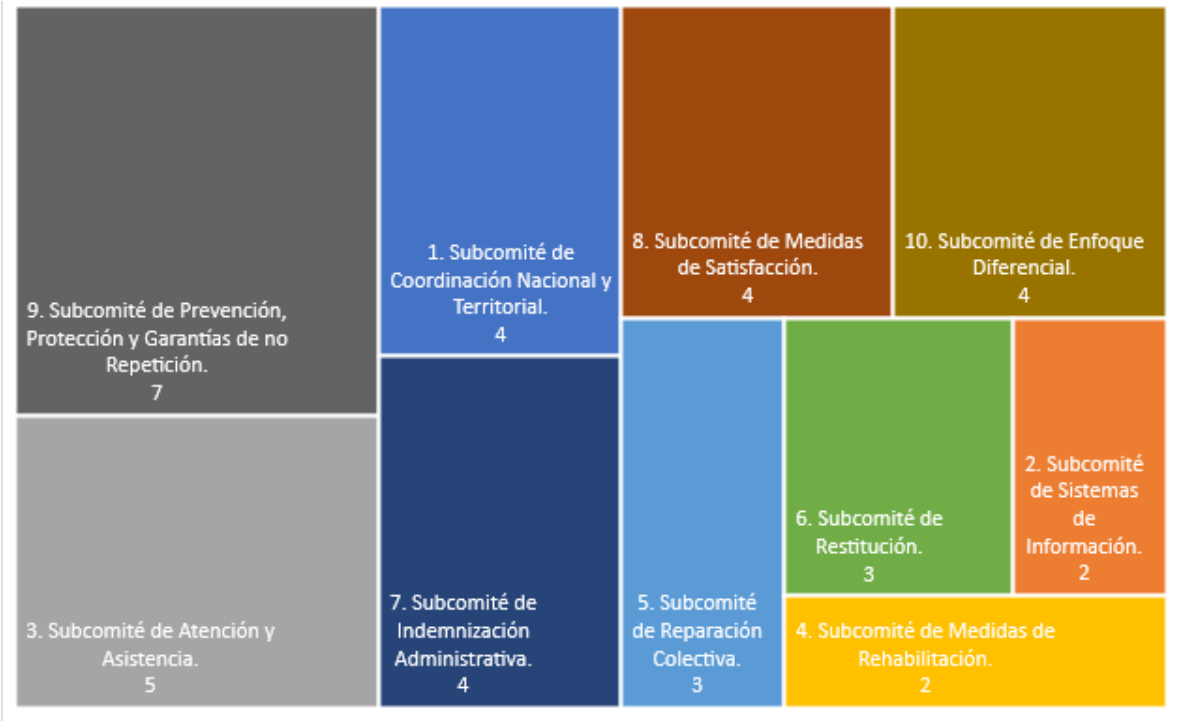 9. Subcomité de Prevención,
Protección y Garantías de no
Repetición.
7
3. Subcomité de Atención y
Asistencia.
5
1. Subcomité de
Coordinación Nacional y
Territorial.
4
7. Subcomité de
Indemnización
Administrativa.
4
8. Subcomité de Medidas
de Satisfacción.
4
10. Subcomité de Enfoque
Diferencial.
4
5. Subcomité
de Reparación
Colectiva.
3
6. Subcomité de
Restitución.
3
2. Subcomité
de Sistemas
de
Información.
2
4. Subcomité de Medidas de
Rehabilitación.
2